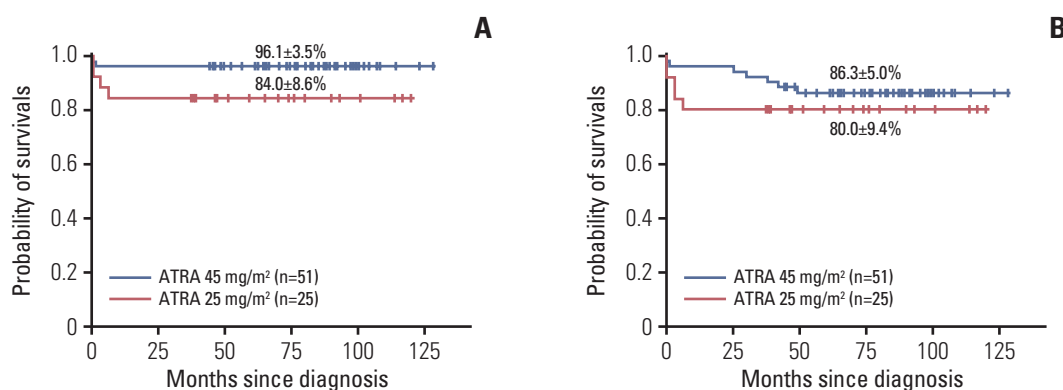 A
Probability of survivals
1.0
0.8
0.6
0.4
0.2
0
96.1±3.5%
84.0±8.6%
ATRA 45 mg/m² (n=51)
ATRA 25 mg/m² (n=25)
0 25 50 75 100 125
Months since diagnosis
B
Probability of survivals
1.0
0.8
0.6
0.4
0.2
0
86.3±5.0%
80.0±9.4%
ATRA 45 mg/m² (n=51)
ATRA 25 mg/m² (n=25)
0 25 50 75 100 125
Months since diagnosis